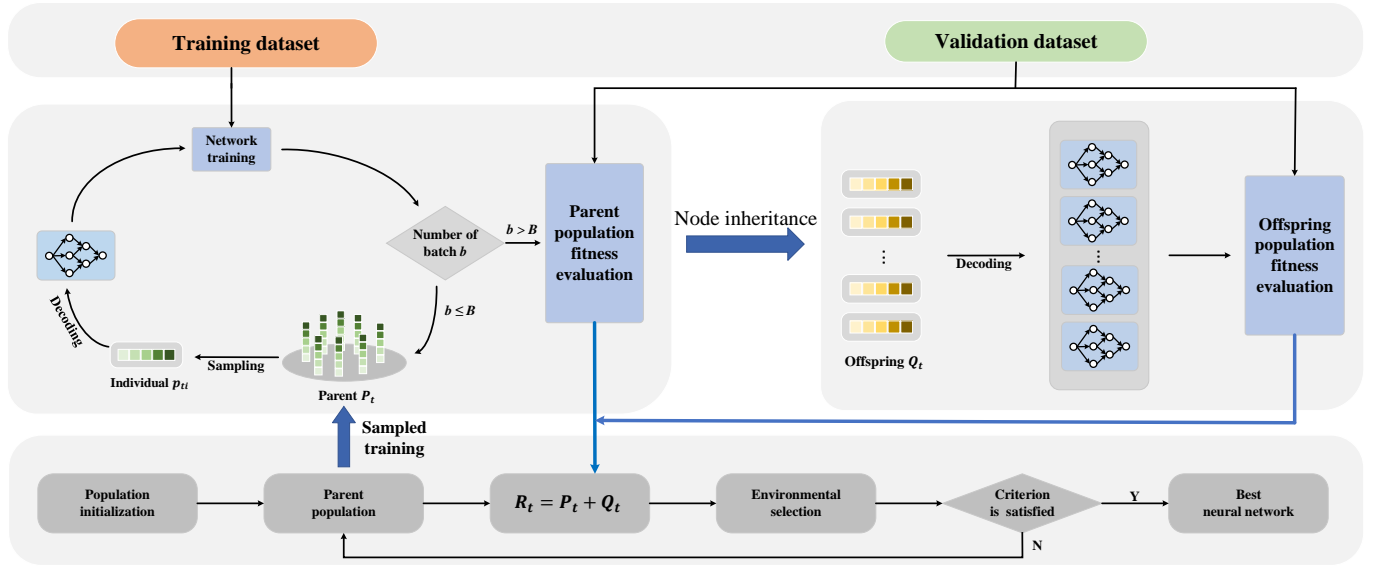 Training dataset
Validation dataset
Network
training
Number of
batch b
b > B
b ≤ B
Parent
population
fitness
evaluation
Decoding
Individual p_{ti}
Sampling
Parent P_t
Node inheritance
⋮
Offspring Q_t
Decoding
⋮
Offspring
population
fitness
evaluation
Sampled
training
Population
initialization
Parent
population
R_t = P_t + Q_t
Environmental
selection
Criterion
is satisfied
Y
N
Best
neural network